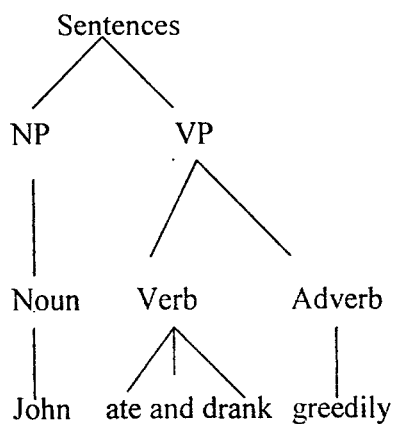 Sentences
NP VP
Noun Verb Adverb
John ate and drank greedily